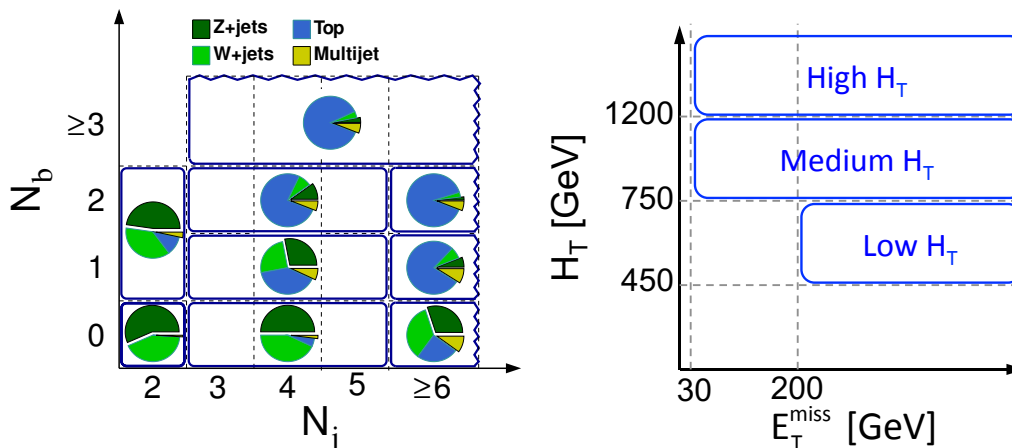 Z+jets
Top
W+jets
Multijet
≥3
2
1
0
N_b
2
3
4
5
≥6
N_j
High H_T
Medium H_T
Low H_T
1200
750
450
H_T [GeV]
30
200
E_T^miss [GeV]